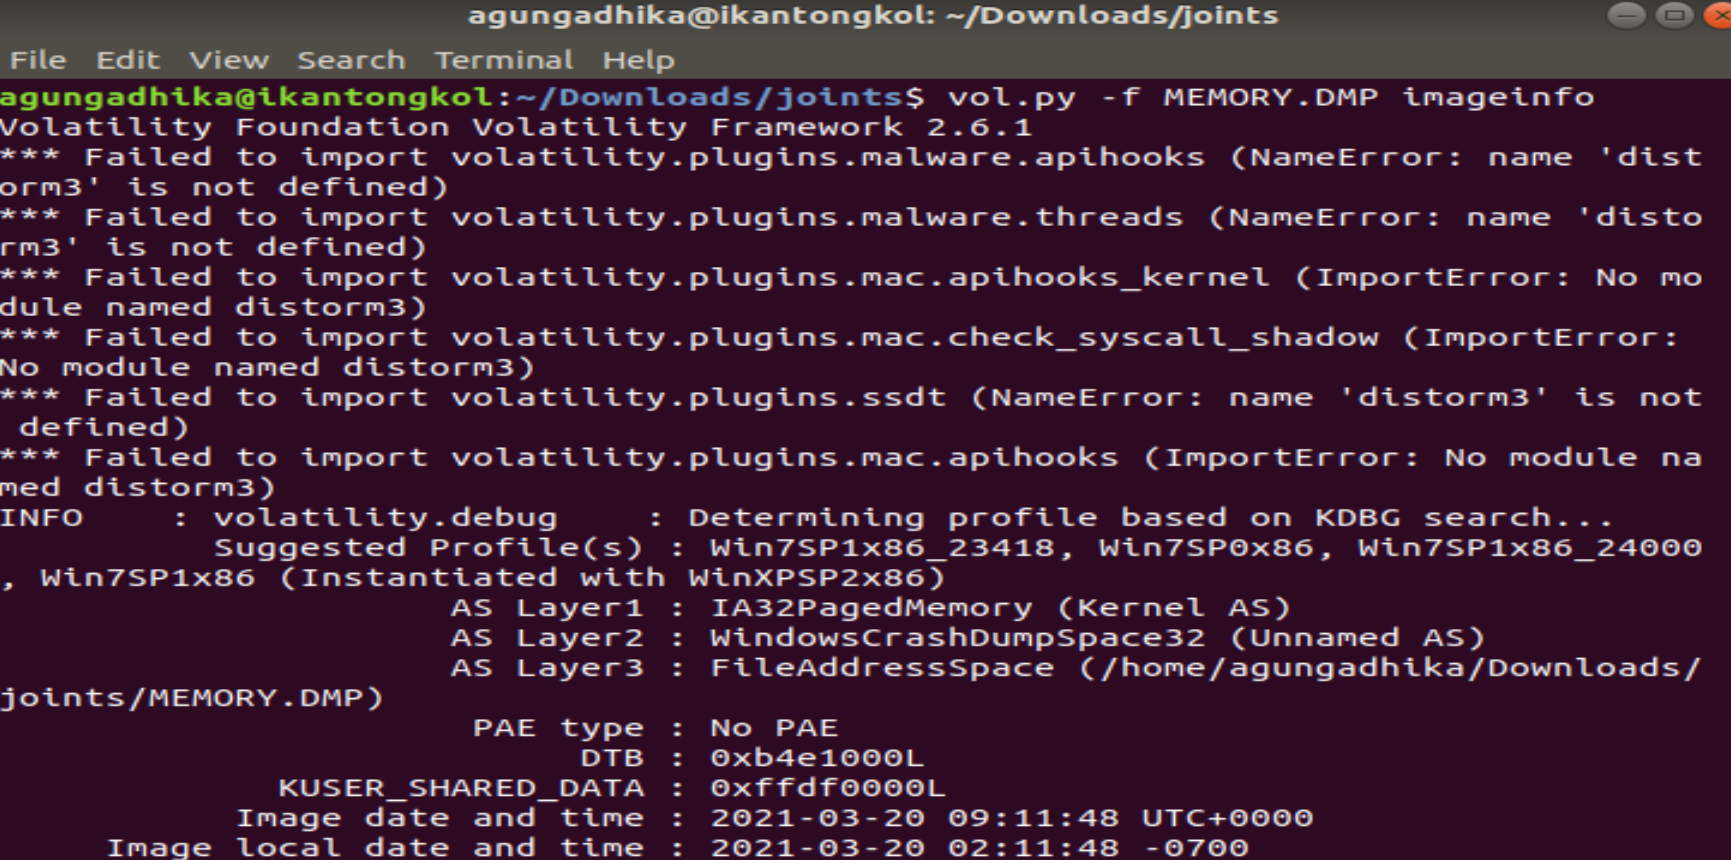 agungadhika@ikantongkol: ~/Downloads/joints
File Edit View Search Terminal Help
agungadhika@ikantongkol:~/Downloads/joints$ vol.py -f MEMORY.DMP imageinfo
Volatility Foundation Volatility Framework 2.6.1
*** Failed to import volatility.plugins.malware.apihooks (NameError: name 'dist
orm3' is not defined)
*** Failed to import volatility.plugins.malware.threads (NameError: name 'disto
rm3' is not defined)
*** Failed to import volatility.plugins.mac.apihooks_kernel (ImportError: No mo
dule named distorm3)
*** Failed to import volatility.plugins.mac.check_syscall_shadow (ImportError:
No module named distorm3)
*** Failed to import volatility.plugins.ssdt (NameError: name 'distorm3' is not
 defined)
*** Failed to import volatility.plugins.mac.apihooks (ImportError: No module na
med distorm3)
INFO    : volatility.debug    : Determining profile based on KDBG search...
          Suggested Profile(s) : Win7SP1x86_23418, Win7SP0x86, Win7SP1x86_24000
, Win7SP1x86 (Instantiated with WinXPSP2x86)
                     AS Layer1 : IA32PagedMemory (Kernel AS)
                     AS Layer2 : WindowsCrashDumpSpace32 (Unnamed AS)
                     AS Layer3 : FileAddressSpace (/home/agungadhika/Downloads/
joints/MEMORY.DMP)
                      PAE type : No PAE
                           DTB : 0xb4e1000L
             KUSER_SHARED_DATA : 0xffdf0000L
           Image date and time : 2021-03-20 09:11:48 UTC+0000
     Image local date and time : 2021-03-20 02:11:48 -0700